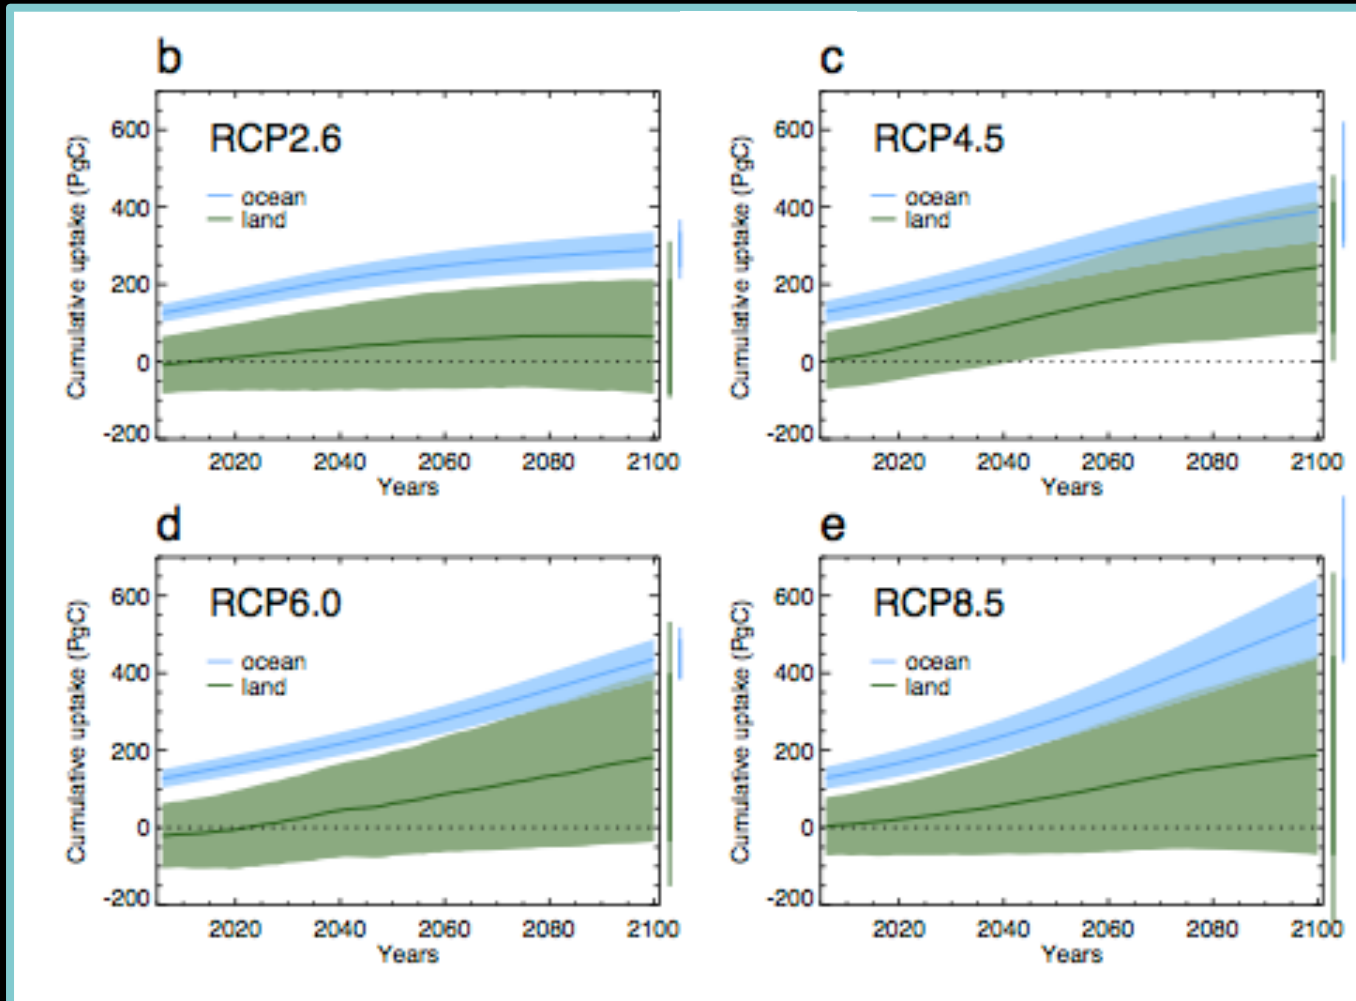 b
RCP2.6
ocean
land
Cumulative uptake (PgC)
600
400
200
0
-200
2020 2040 2060 2080 2100
Years
c
RCP4.5
ocean
land
Cumulative uptake (PgC)
600
400
200
0
-200
2020 2040 2060 2080 2100
Years
d
RCP6.0
ocean
land
Cumulative uptake (PgC)
600
400
200
0
-200
2020 2040 2060 2080 2100
Years
e
RCP8.5
ocean
land
Cumulative uptake (PgC)
600
400
200
0
-200
2020 2040 2060 2080 2100
Years